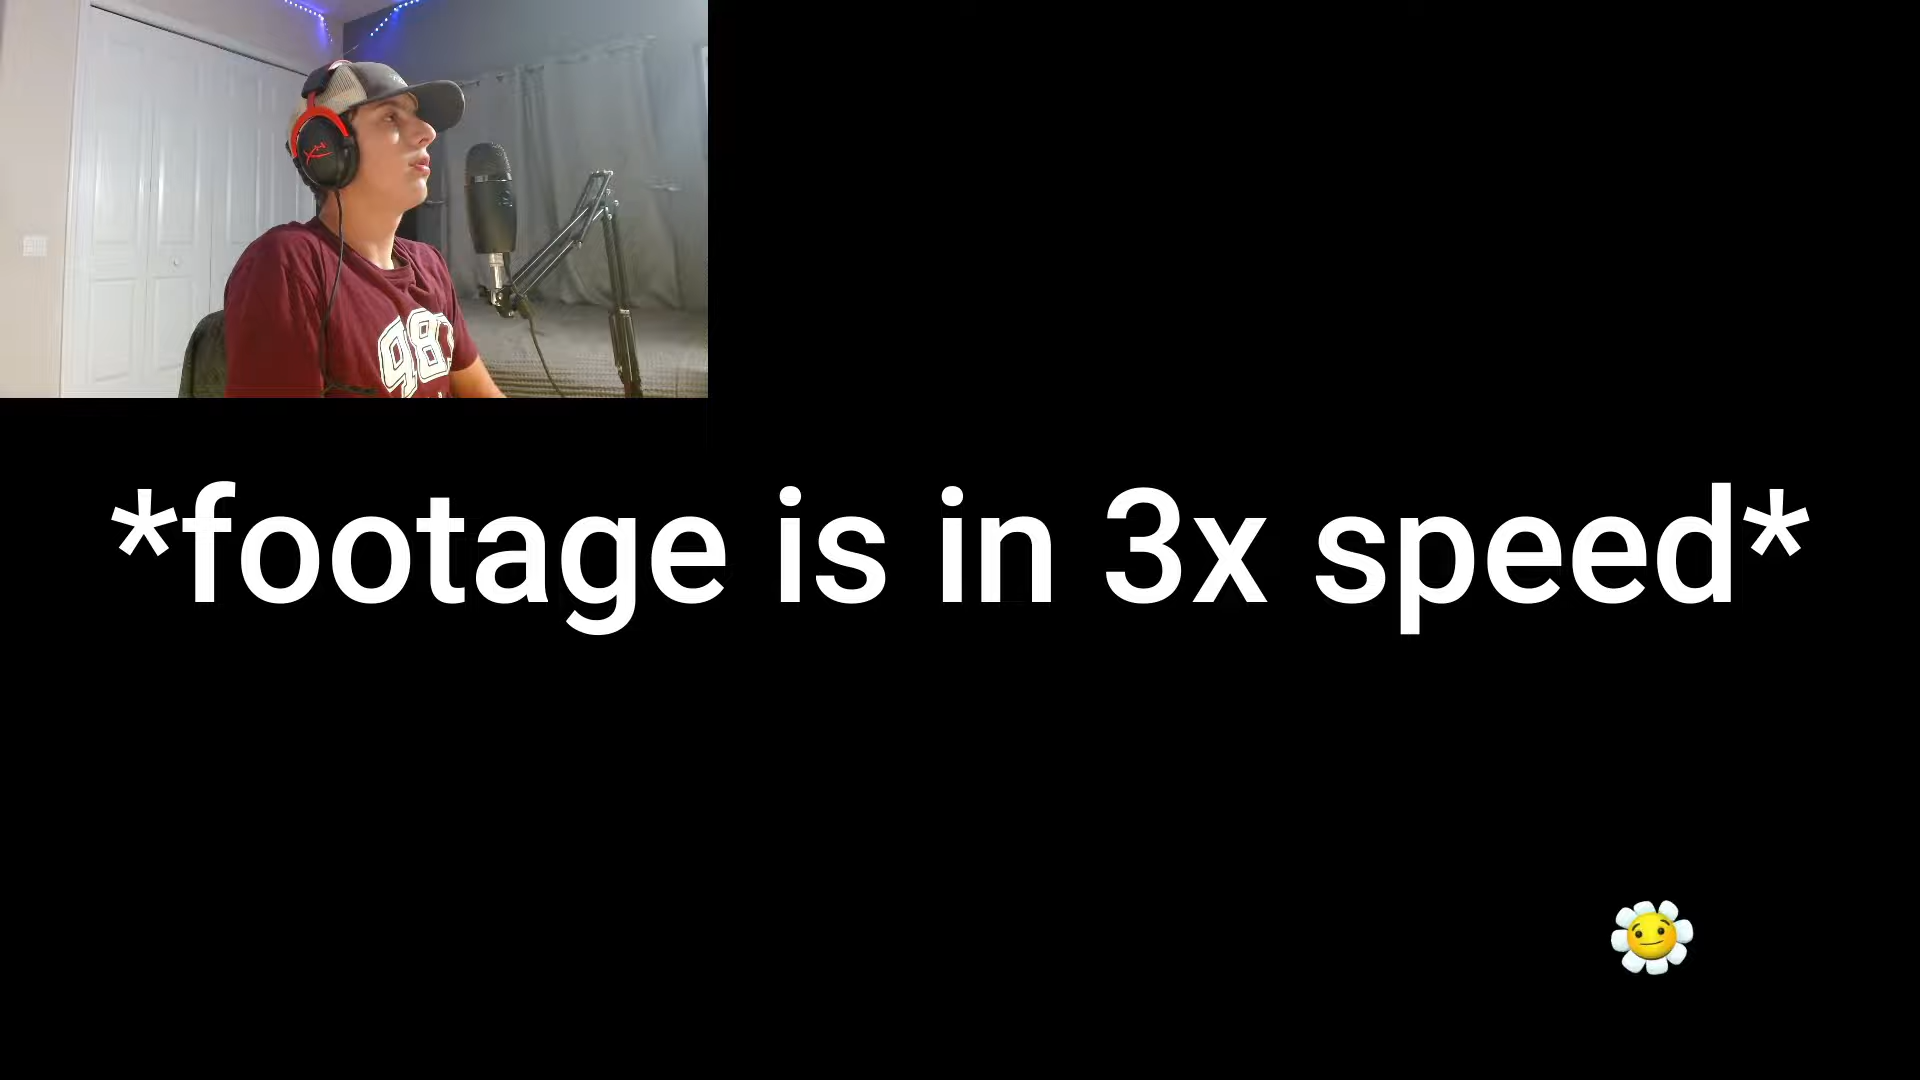 *footage is in 3x speed*